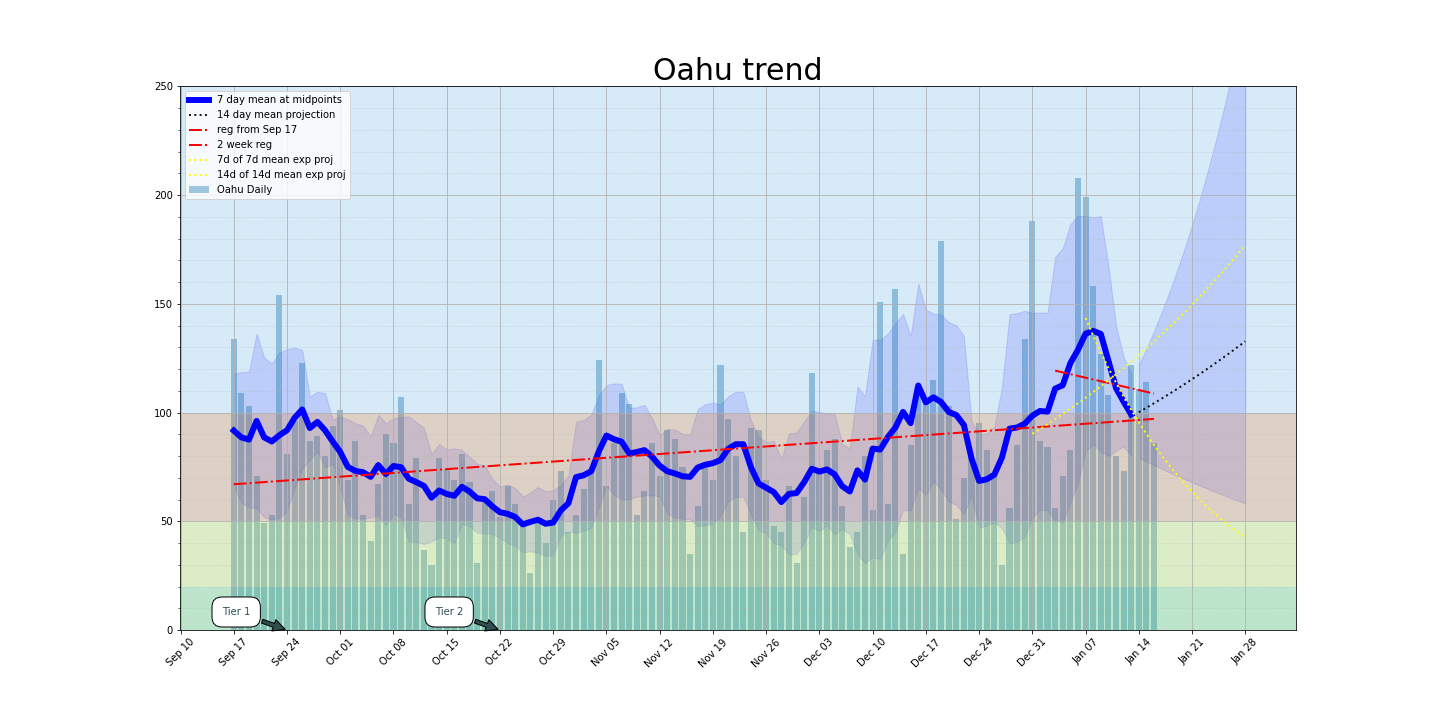 Oahu trend
250
200
150
100
50
0
7 day mean at midpoints
14 day mean projection
reg from Sep 17
2 week reg
7d of 7d mean exp proj
14d of 14d mean exp proj
Oahu Daily
Tier 1
Tier 2
Sep 10
Sep 17
Sep 24
Oct 01
Oct 08
Oct 15
Oct 22
Oct 29
Nov 05
Nov 12
Nov 19
Nov 26
Dec 03
Dec 10
Dec 17
Dec 24
Dec 31
Jan 07
Jan 14
Jan 21
Jan 28